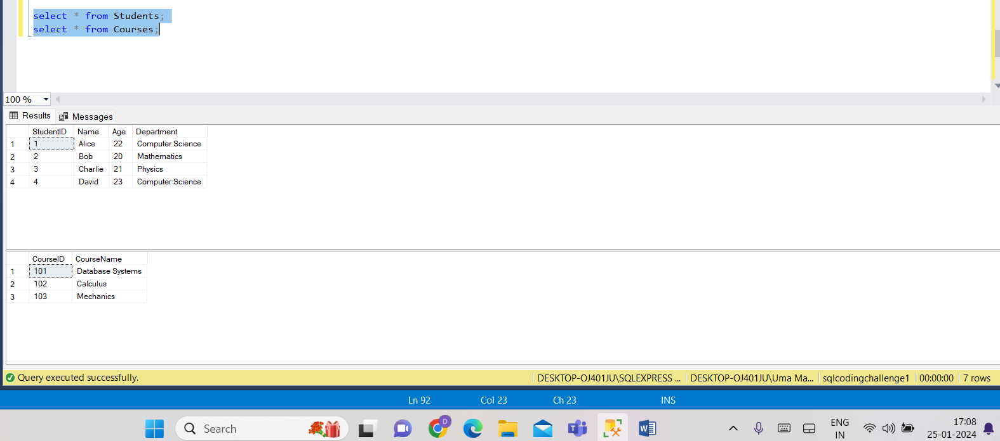 select * from Students;
select * from Courses;
100 %
Results Messages
StudentID Name Age Department
1 1 Alice 22 Computer Science
2 2 Bob 20 Mathematics
3 3 Charlie 21 Physics
4 4 David 23 Computer Science
CourseID CourseName
1 101 Database Systems
2 102 Calculus
3 103 Mechanics
Query executed successfully. DESKTOP-OJ401JU\SQLEXPRESS ... DESKTOP-OJ401JU\Uma Ma... sqlcodingchallenge1 00:00:00 7 rows
Ln 92 Col 23 Ch 23 INS
Search D W ENG 17:08
IN 25-01-2024